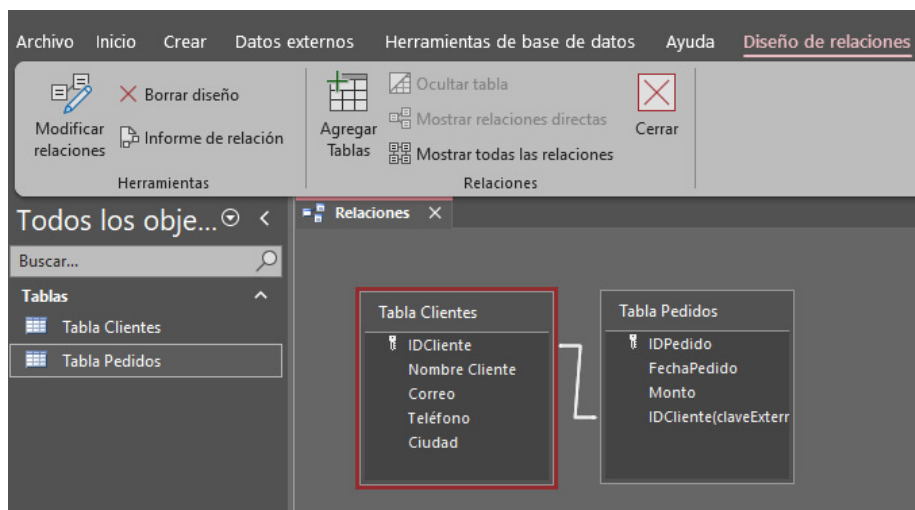 Archivo Inicio Crear Datos externos Herramientas de base de datos Ayuda Diseño de relaciones
Modificar relaciones
Borrar diseño
Informe de relación
Herramientas
Agregar Tablas
Ocultar tabla
Mostrar relaciones directas
Mostrar todas las relaciones
Cerrar
Relaciones
Todos los obje...
Buscar...
Tablas
Tabla Clientes
Tabla Pedidos
Relaciones
Tabla Clientes
IDCliente
Nombre Cliente
Correo
Teléfono
Ciudad
Tabla Pedidos
IDPedido
FechaPedido
Monto
IDCliente(claveExterr